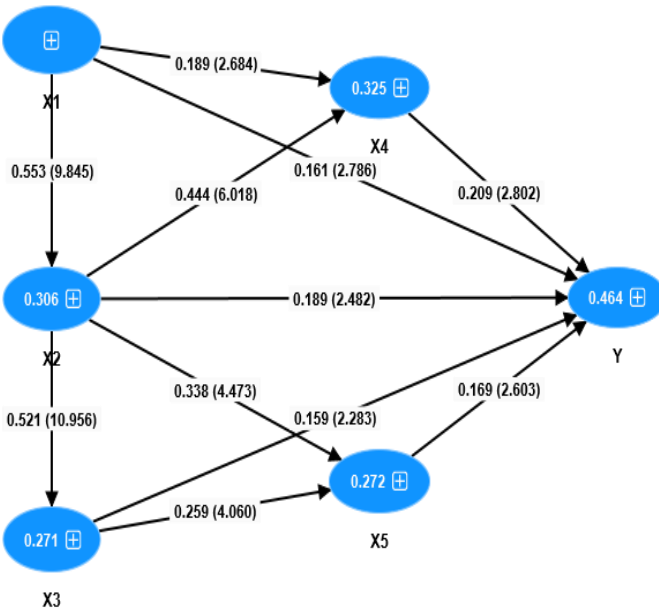 X1
0.189 (2.684)
0.325
X4
0.553 (9.845)
0.161 (2.786)
0.444 (6.018)
0.209 (2.802)
0.306
X2
0.189 (2.482)
0.464
Y
0.338 (4.473)
0.521 (10.956)
0.159 (2.283)
0.169 (2.603)
0.272
X5
0.259 (4.060)
0.271
X3